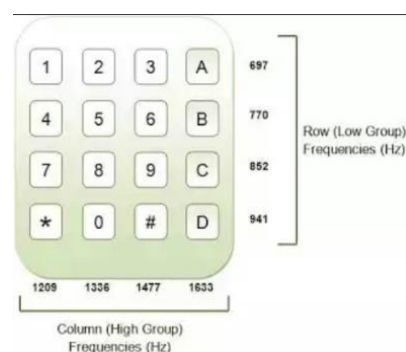 1 2 3 A 697
4 5 6 B 770
Row (Low Group)
Frequencies (Hz)
7 8 9 C 852
* 0 # D 941
1209 1336 1477 1633
Column (High Group)
Frequencies (Hz)